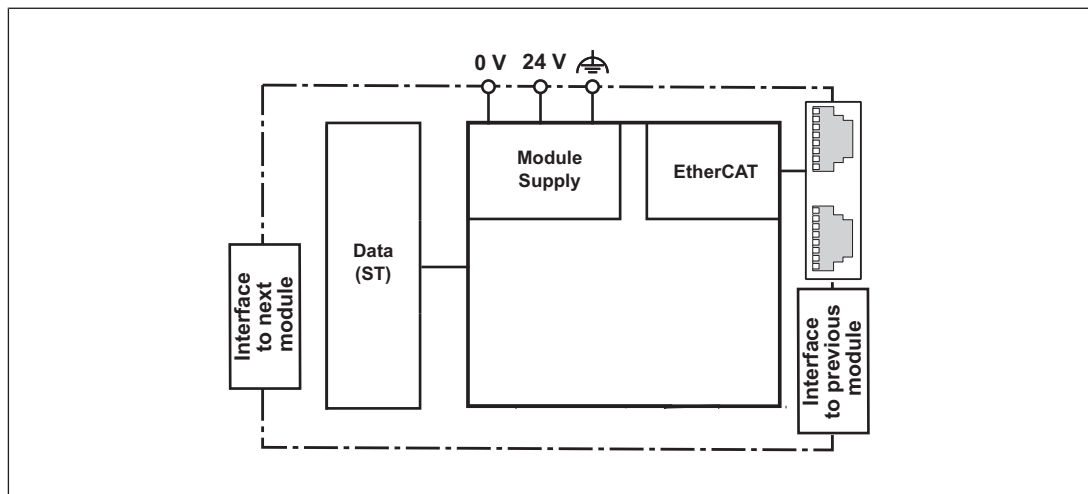 0 V 24 V
Module
Supply
EtherCAT
Data
(ST)
Interface
to next
module
Interface
to previous
module